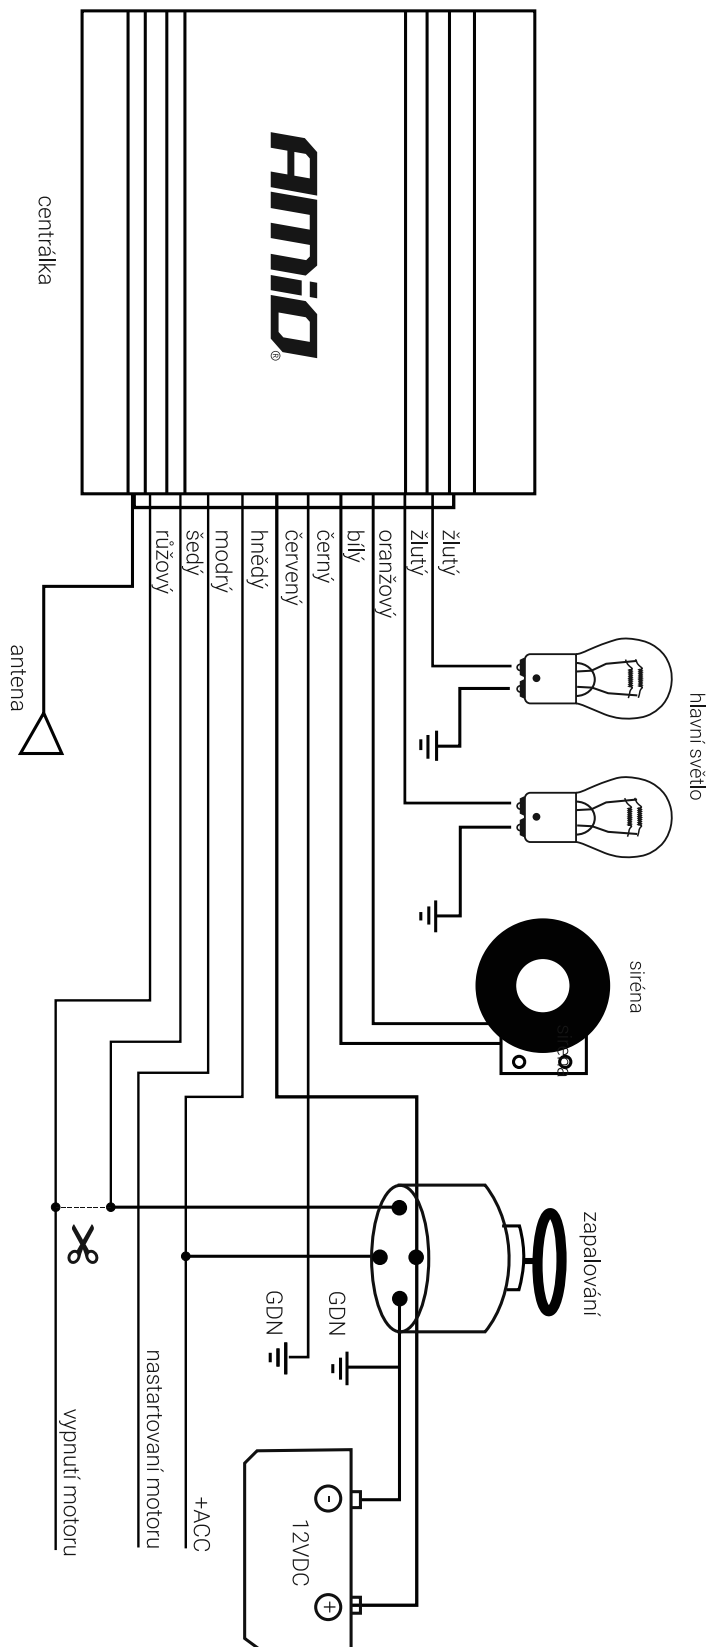 AMiO®
centrálka
žlutý
žlutý
oranžový
bílý
černý
červený
hnědý
modrý
šedý
růžový
antena
hlavní světlo
siréna
siréna
zapalování
GDN
GDN
12VDC
-
+
+ACC
nastartovaní motoru
vypnutí motoru